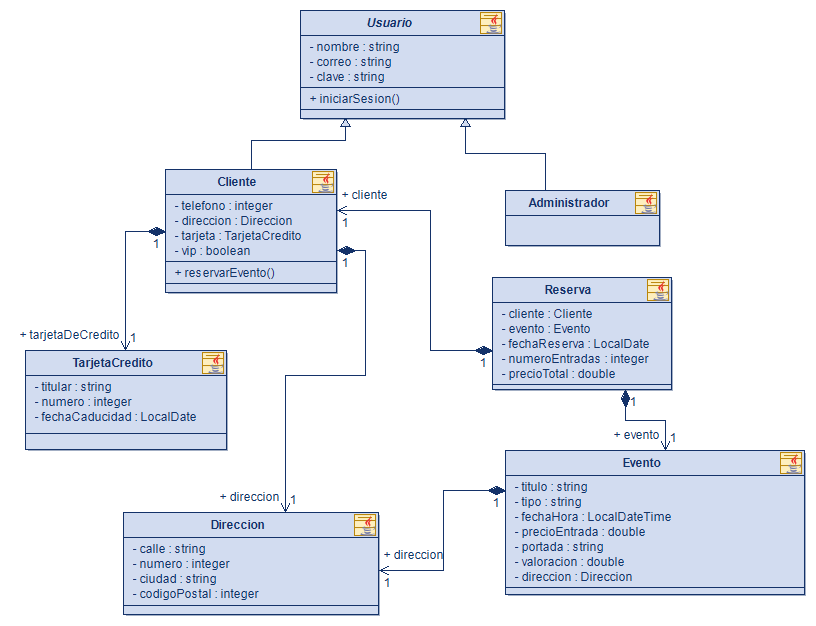 Usuario
- nombre : string
- correo : string
- clave : string
+ iniciarSesion()
Cliente
- telefono : integer
- direccion : Direccion
- tarjeta : TarjetaCredito
- vip : boolean
+ reservarEvento()
+ cliente
1
1
1
Administrador
Reserva
- cliente : Cliente
- evento : Evento
- fechaReserva : LocalDate
- numeroEntradas : integer
- precioTotal : double
1
1
+ tarjetaDeCredito
1
TarjetaCredito
- titular : string
- numero : integer
- fechaCaducidad : LocalDate
+ evento
1
Evento
- titulo : string
- tipo : string
- fechaHora : LocalDateTime
- precioEntrada : double
- portada : string
- valoracion : double
- direccion : Direccion
1
+ direccion
1
Direccion
- calle : string
- numero : integer
- ciudad : string
- codigoPostal : integer
+ direccion
1